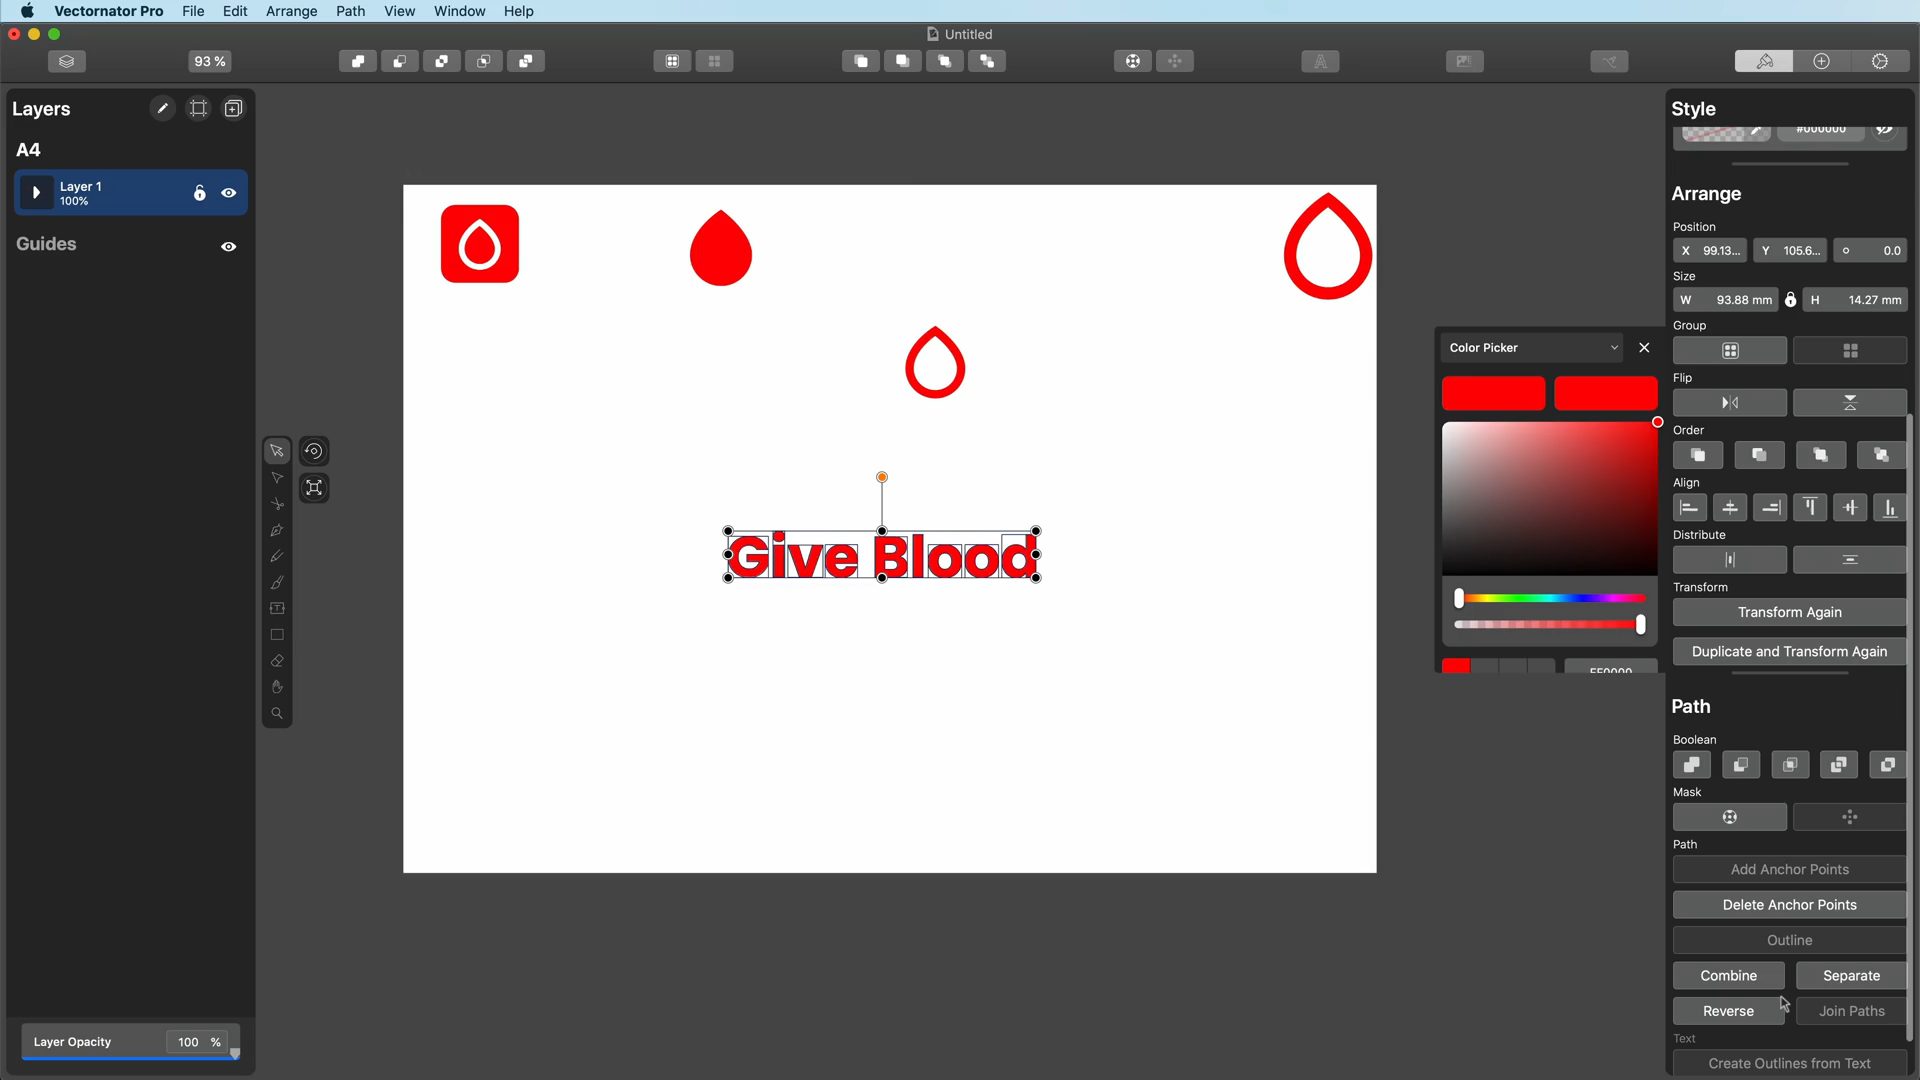 Vectornator Pro File Edit Arrange Path View Window Help
Untitled
93 %
Layers
A4
Layer 1
100%
Guides
Layer Opacity 100 %
Give Blood
Color Picker
FF0000
Style
#000000
Arrange
Position
X 99.13... Y 105.6... 0.0
Size
W 93.88 mm H 14.27 mm
Group
Flip
Order
Align
Distribute
Transform
Transform Again
Duplicate and Transform Again
Path
Boolean
Mask
Path
Add Anchor Points
Delete Anchor Points
Outline
Combine Separate
Reverse Join Paths
Text
Create Outlines from Text